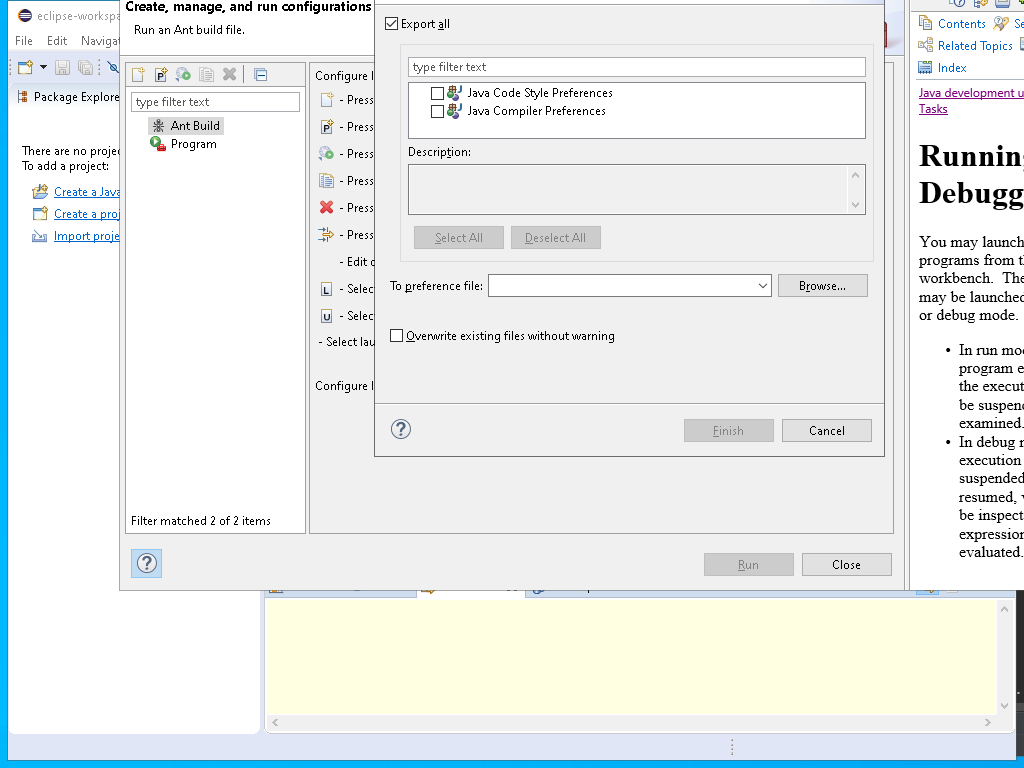 eclipse-workspa
File Edit Navigat
Package Explore
There are no projec
To add a project:
Create a Java
Create a proj
Import proje
Create, manage, and run configurations
Run an Ant build file.
type filter text
Ant Build
Program
Filter matched 2 of 2 items
Configure l
- Press
- Press
- Press
- Press
- Press
- Press
- Edit o
- Selec
- Selec
- Select lau
Configure l
Run
Close
Export all
type filter text
Java Code Style Preferences
Java Compiler Preferences
Description:
Select All
Deselect All
To preference file:
Browse...
Overwrite existing files without warning
Finish
Cancel
Contents
Se
Related Topics
Index
Java development u
Tasks
Running
Debugg
You may launch
programs from th
workbench. The
may be launched
or debug mode.
• In run mod
program e
the execut
be suspend
examined.
• In debug m
execution
suspended
resumed, v
be inspect
expression
evaluated.